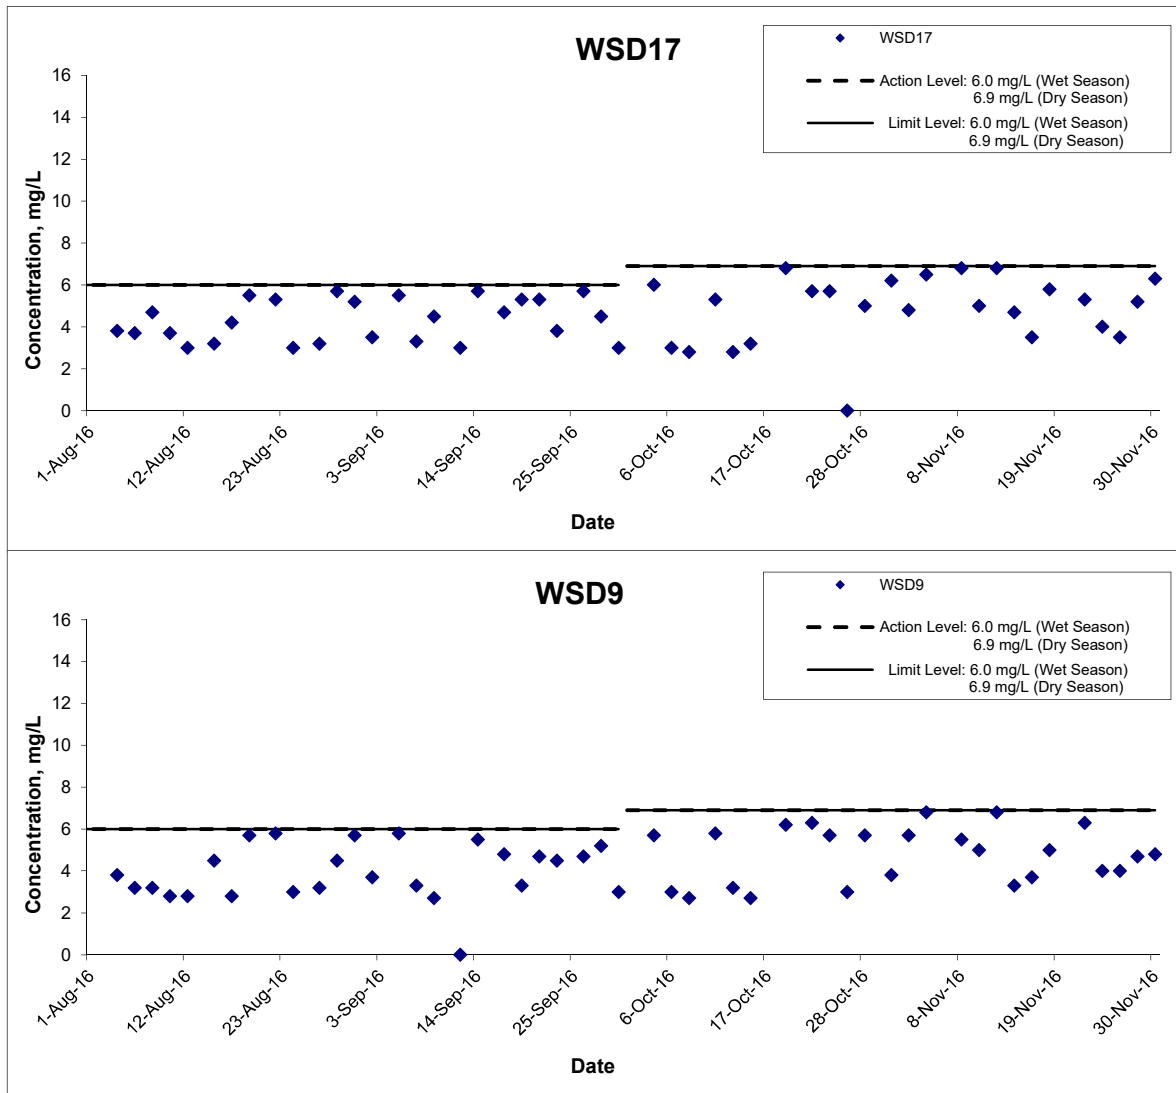 WSD17
WSD17
Action Level: 6.0 mg/L (Wet Season)
6.9 mg/L (Dry Season)
Limit Level: 6.0 mg/L (Wet Season)
6.9 mg/L (Dry Season)
Concentration, mg/L
16
14
12
10
8
6
4
2
0
1-Aug-16
12-Aug-16
23-Aug-16
3-Sep-16
14-Sep-16
25-Sep-16
6-Oct-16
17-Oct-16
28-Oct-16
8-Nov-16
19-Nov-16
30-Nov-16
Date
WSD9
WSD9
Action Level: 6.0 mg/L (Wet Season)
6.9 mg/L (Dry Season)
Limit Level: 6.0 mg/L (Wet Season)
6.9 mg/L (Dry Season)
Concentration, mg/L
16
14
12
10
8
6
4
2
0
1-Aug-16
12-Aug-16
23-Aug-16
3-Sep-16
14-Sep-16
25-Sep-16
6-Oct-16
17-Oct-16
28-Oct-16
8-Nov-16
19-Nov-16
30-Nov-16
Date